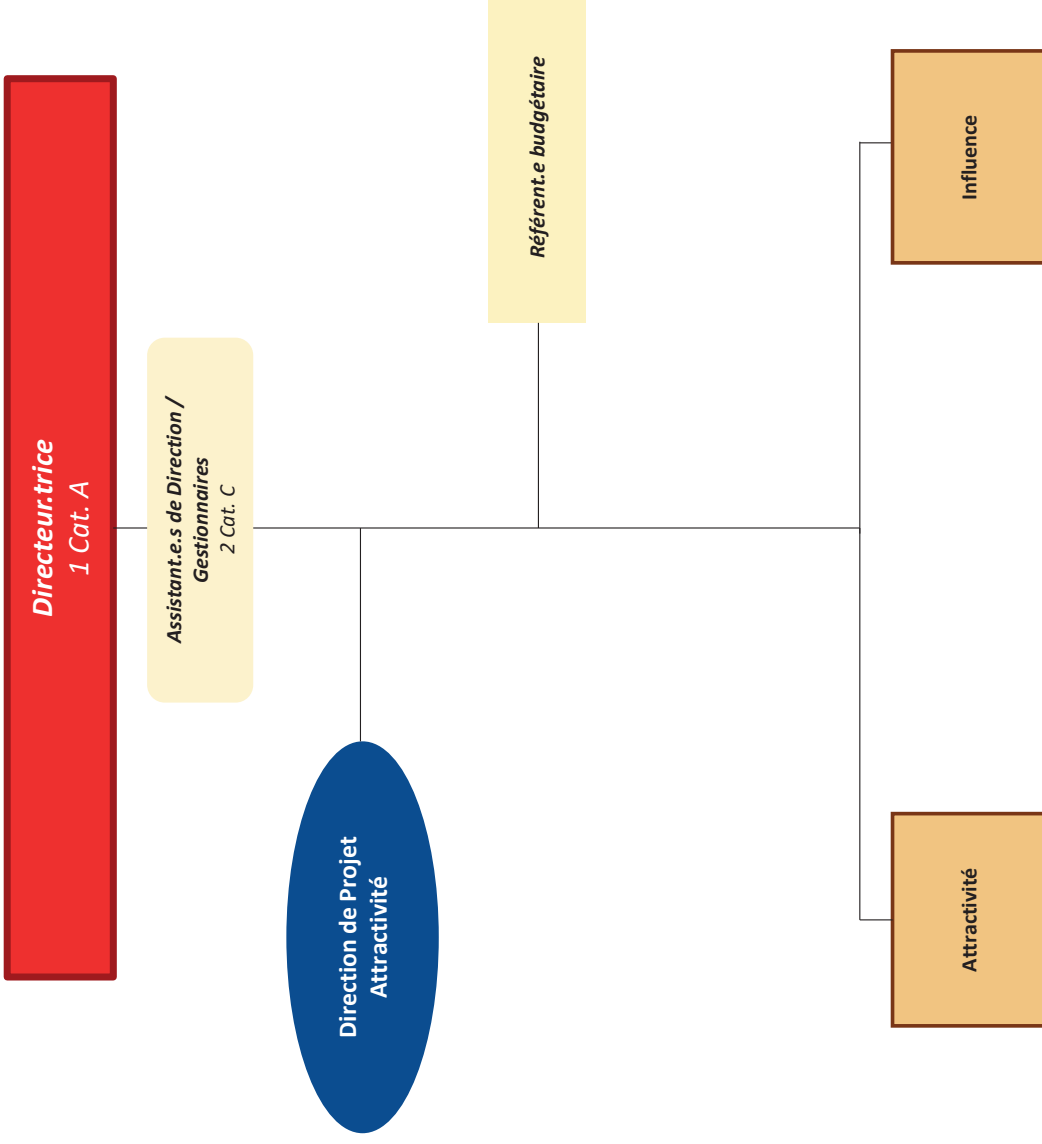 Directeur.trice
1 Cat. A
Assistant.e.s de Direction /
Gestionnaires
2 Cat. C
Direction de Projet
Attractivité
Référent.e budgétaire
Attractivité
Influence